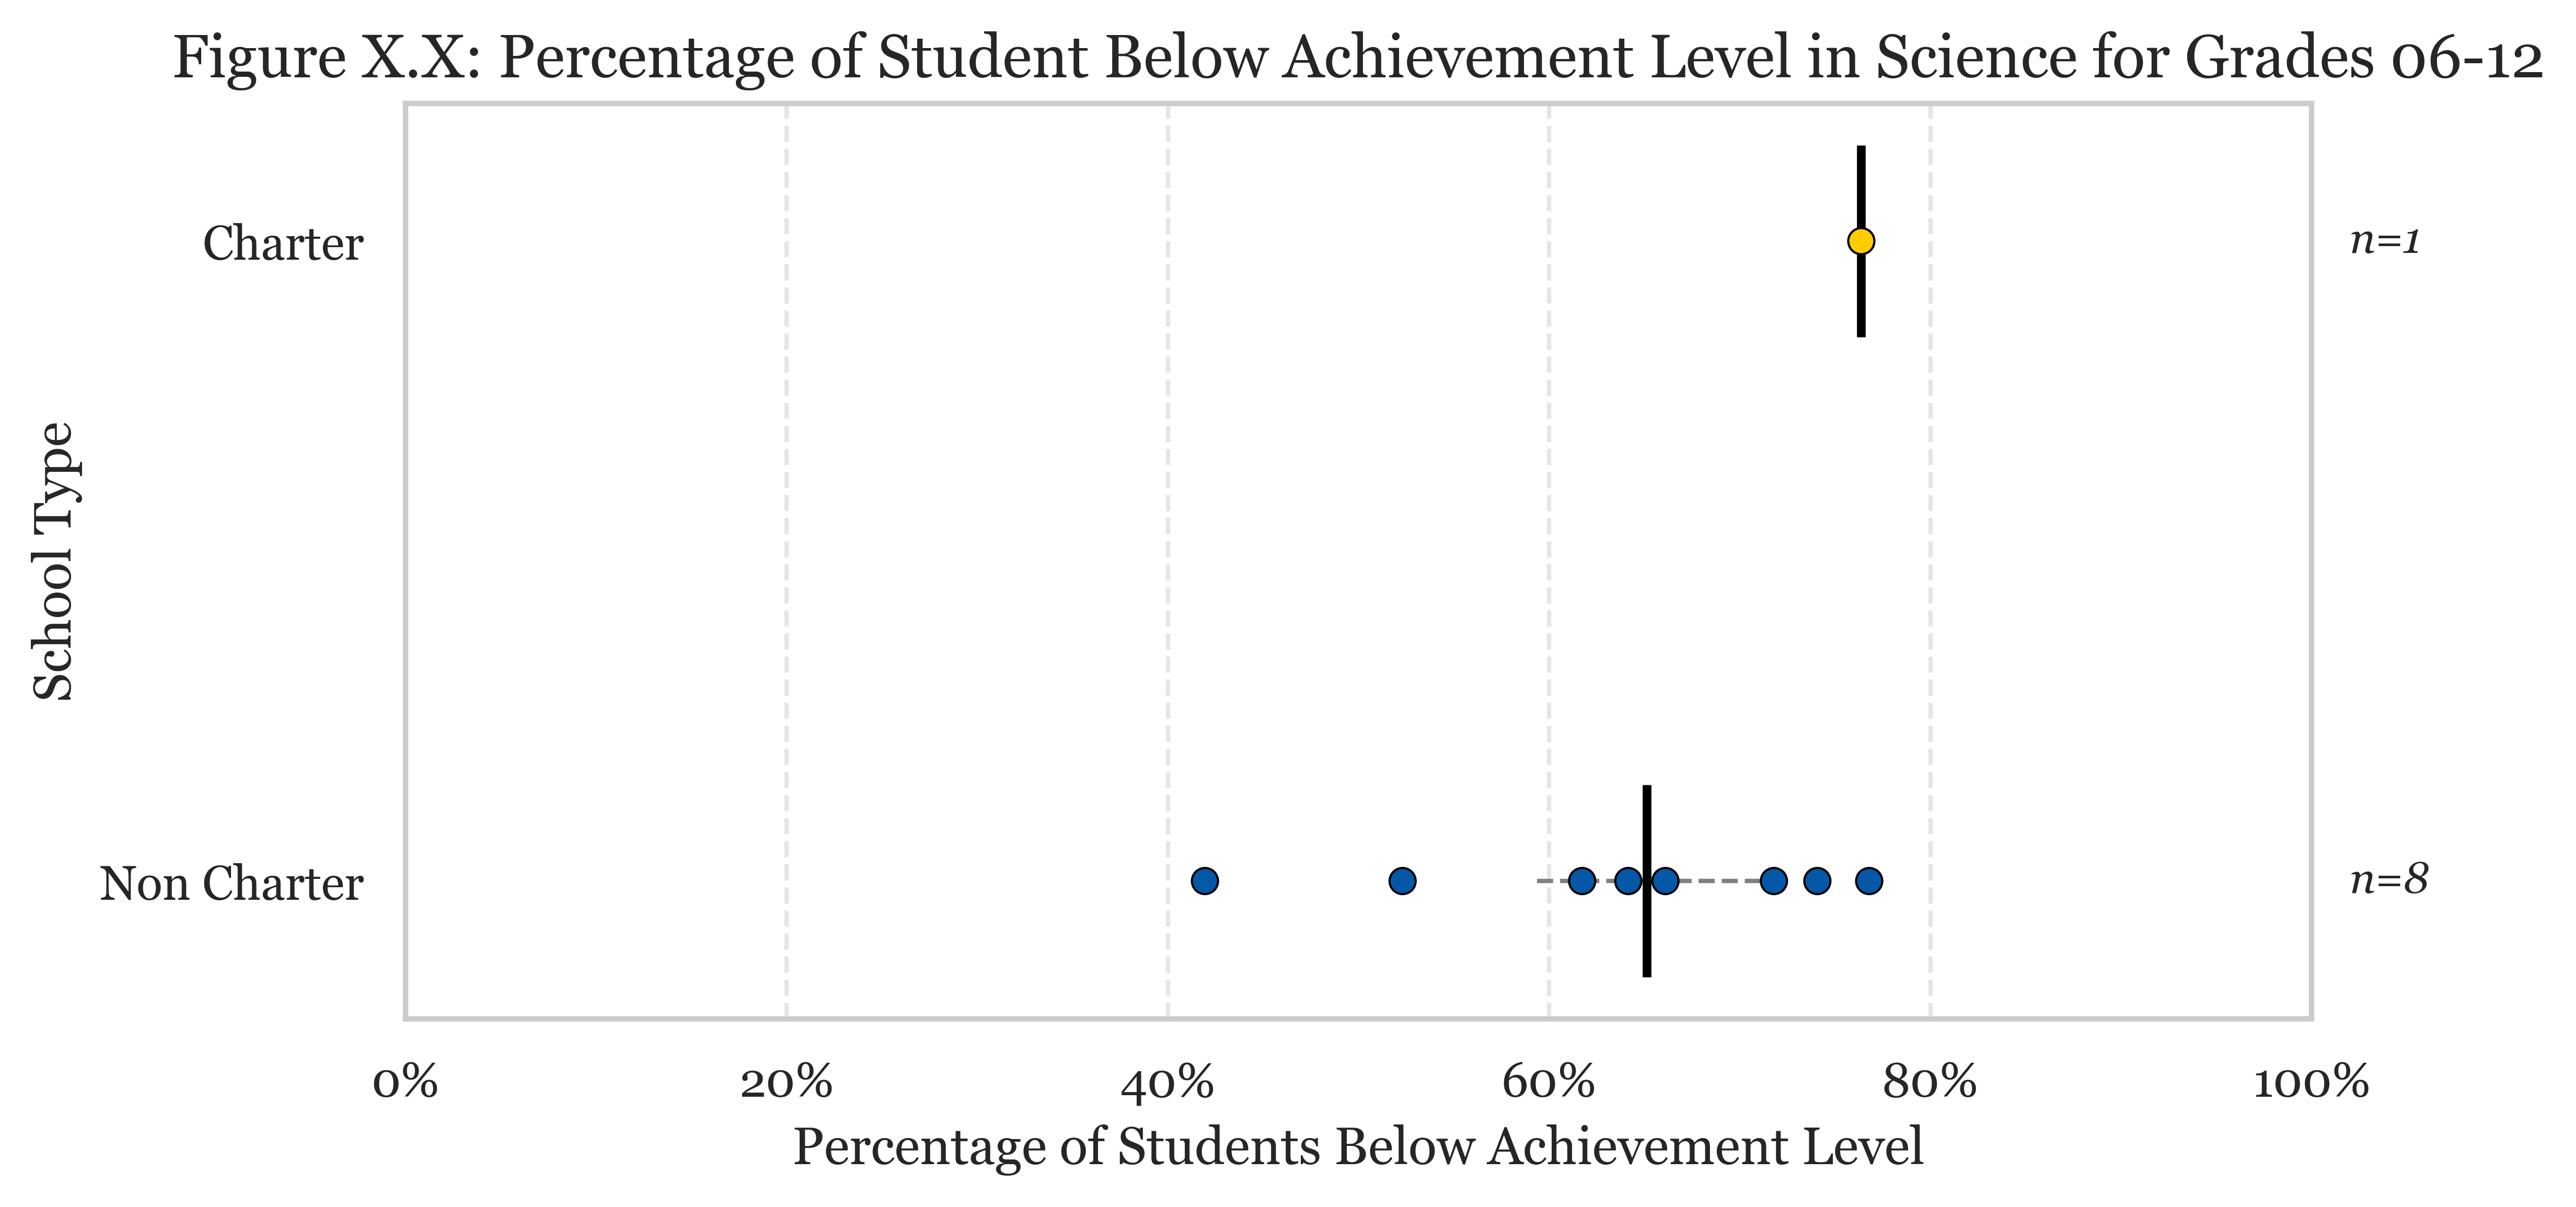 Figure X.X: Percentage of Student Below Achievement Level in Science for Grades 06-12
Charter
n=1
School Type
Non Charter
n=8
0%
20%
40%
60%
80%
100%
Percentage of Students Below Achievement Level